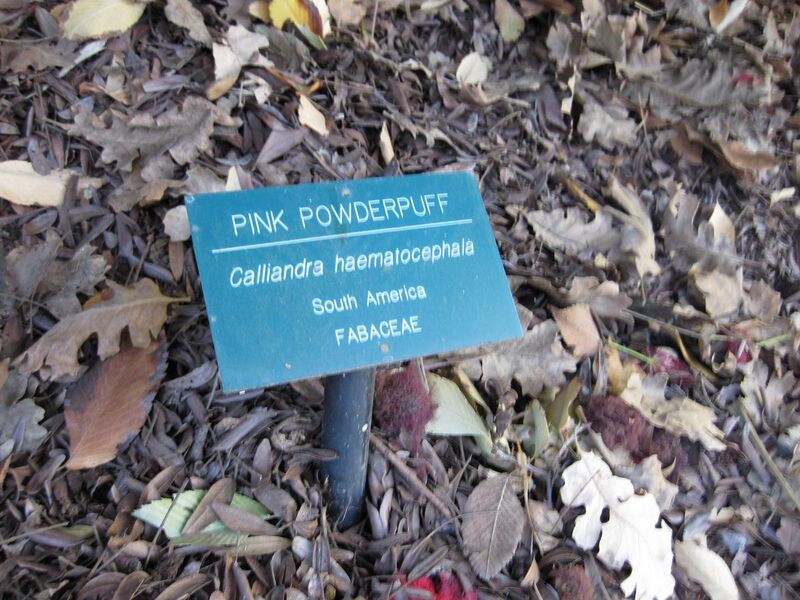 PINK POWDERPUFF
Calliandra haematocephala
South America
FABACEAE